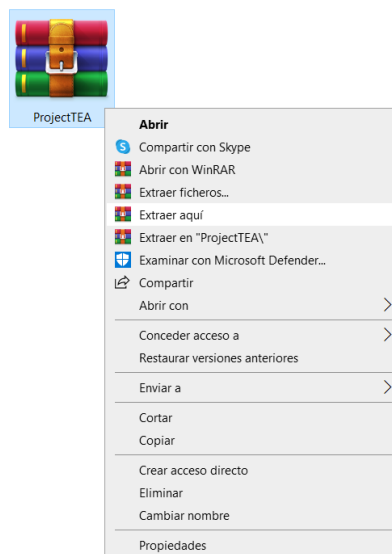 ProjectTEA
Abrir
Compartir con Skype
Abrir con WinRAR
Extraer ficheros...
Extraer aquí
Extraer en "ProjectTEA\"
Examinar con Microsoft Defender...
Compartir
Abrir con
Conceder acceso a
Restaurar versiones anteriores
Enviar a
Cortar
Copiar
Crear acceso directo
Eliminar
Cambiar nombre
Propiedades